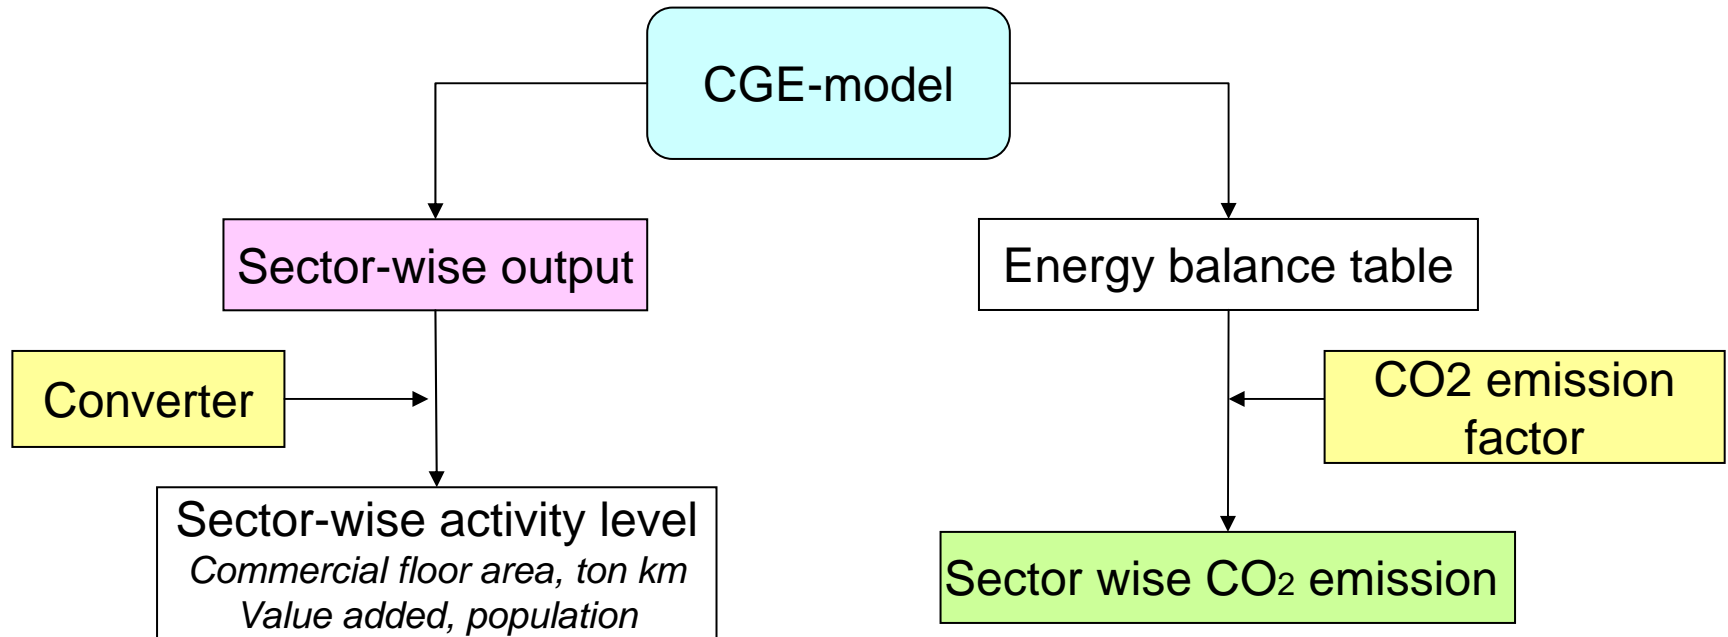 CGE-model
Sector-wise output
Energy balance table
Converter
CO2 emission
factor
Sector-wise activity level
Commercial floor area, ton km
Value added, population
Sector wise CO₂ emission